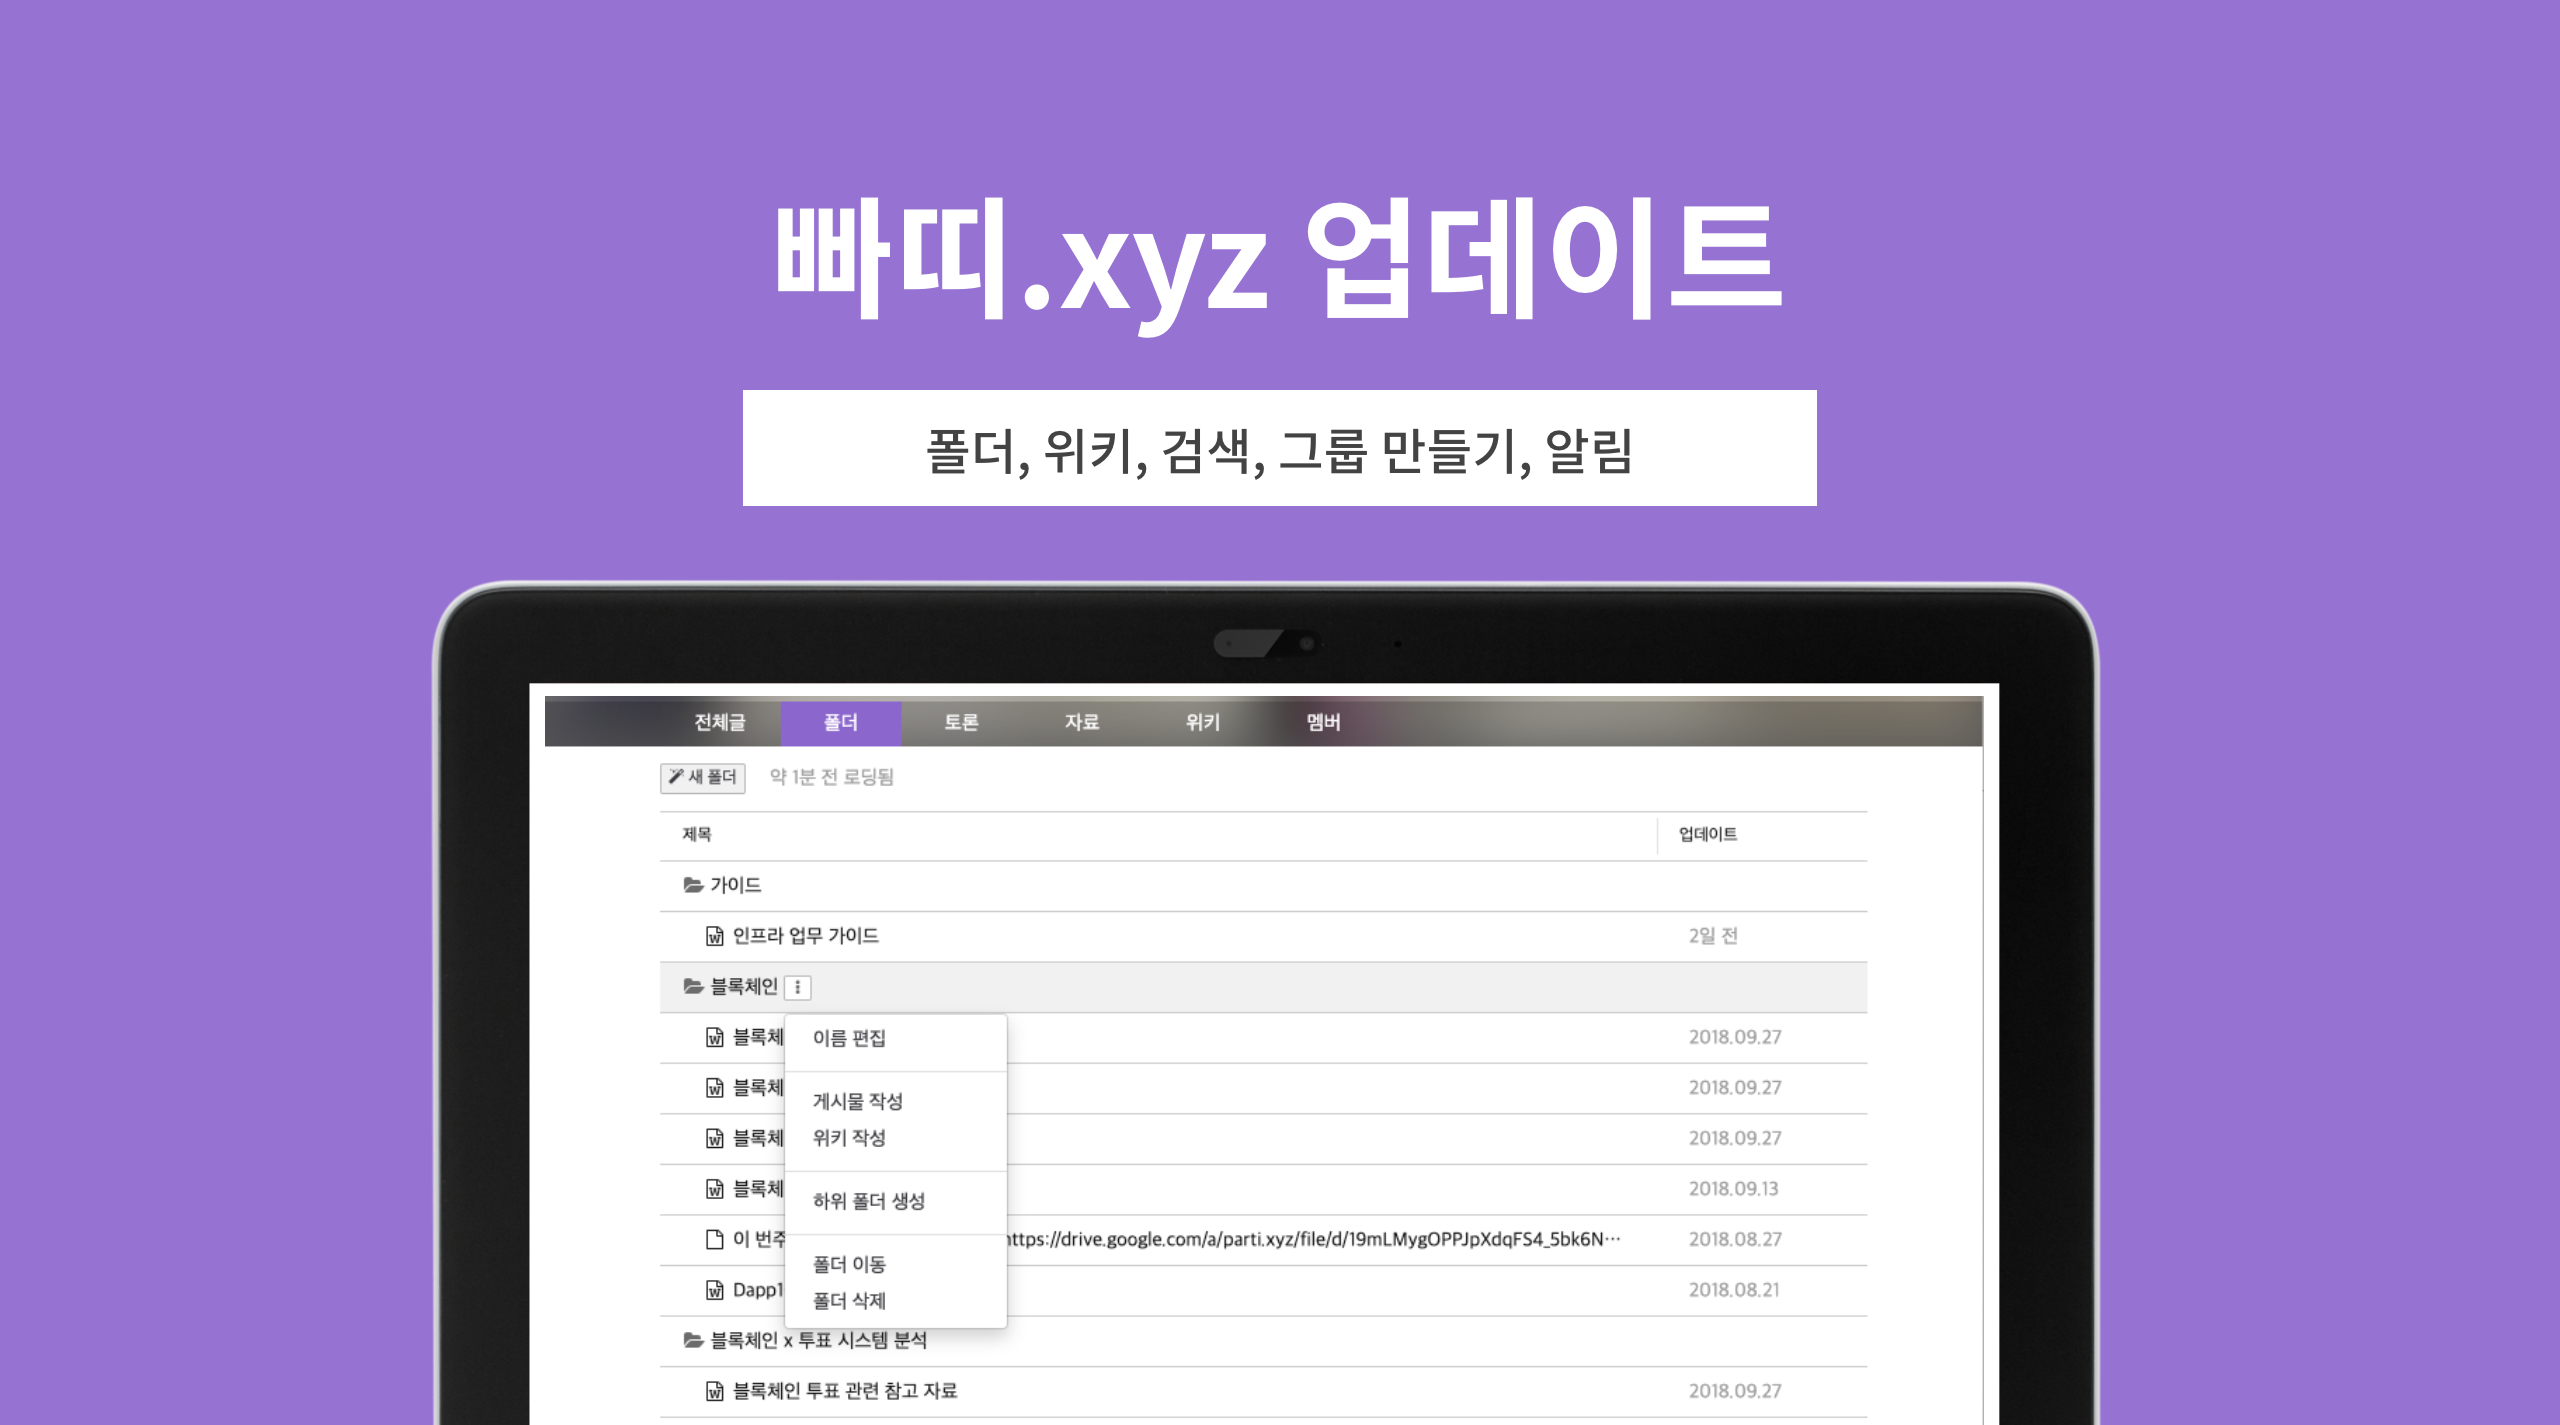 빠띠.xyz 업데이트
폴더, 위키, 검색, 그룹 만들기, 알림
전체글 폴더 토론 자료 위키 멤버
새 폴더 약 1분 전 로딩됨
제목 업데이트
가이드
인프라 업무 가이드 2일 전
블록체인
블록체 이름 편집 2018.09.27
블록체 게시물 작성 2018.09.27
블록체 위키 작성 2018.09.27
블록체 하위 폴더 생성 2018.09.13
이 번주 https://drive.google.com/a/parti.xyz/file/d/19mLMygOPPJpXdqFS4_5bk6N… 2018.08.27
폴더 이동
Dapp1 폴더 삭제 2018.08.21
블록체인 x 투표 시스템 분석
블록체인 투표 관련 참고 자료 2018.09.27